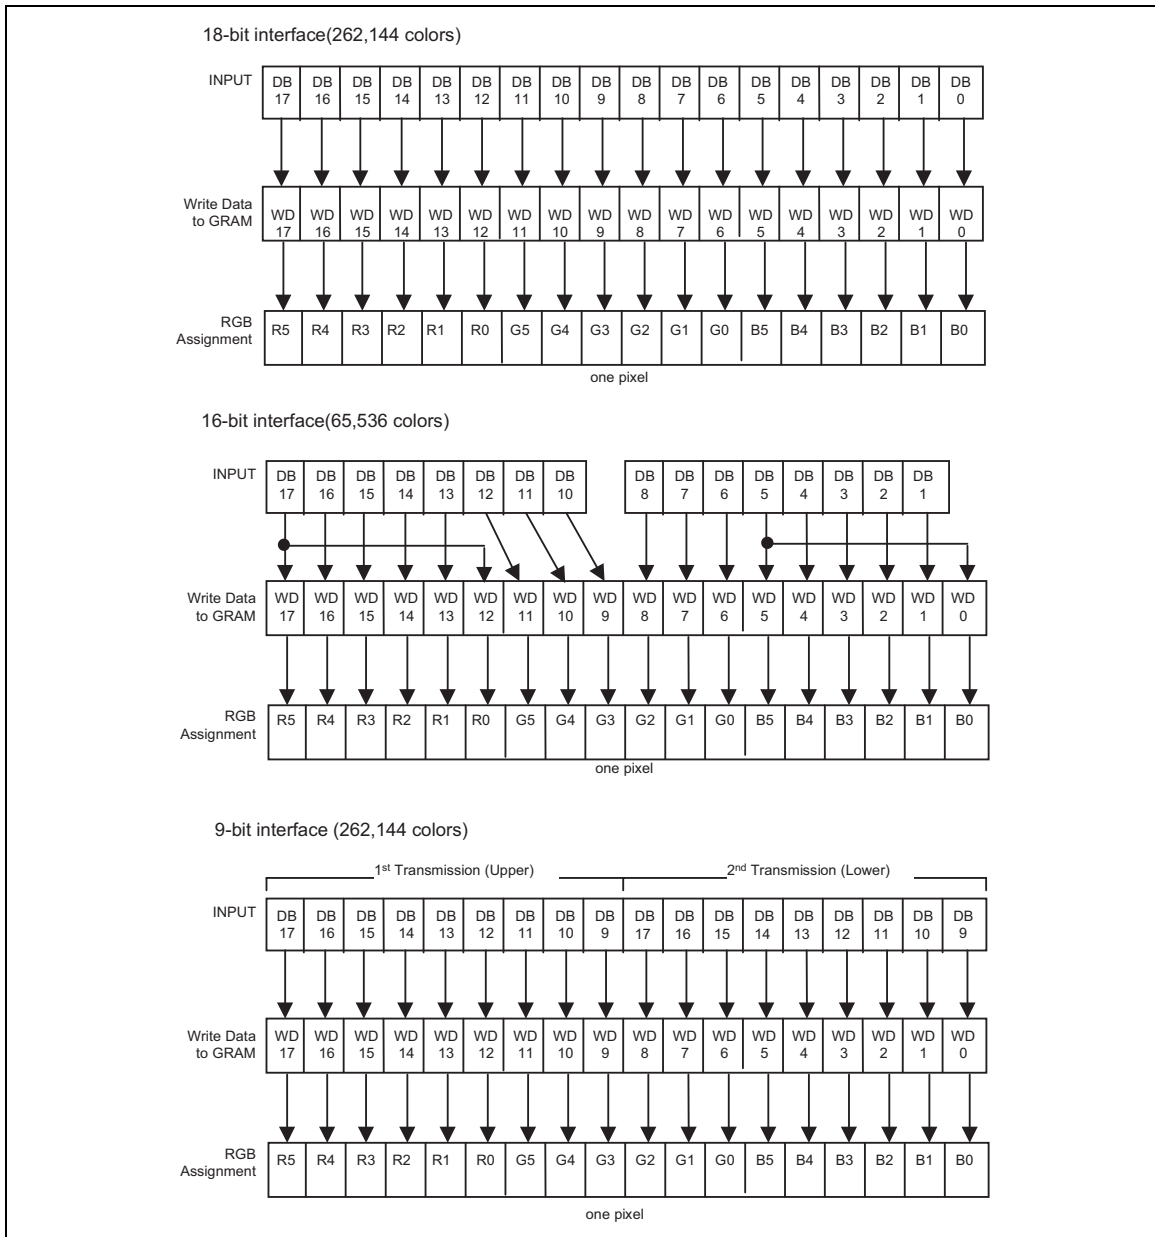 18-bit interface(262,144 colors)
INPUT DB 17 DB 16 DB 15 DB 14 DB 13 DB 12 DB 11 DB 10 DB 9 DB 8 DB 7 DB 6 DB 5 DB 4 DB 3 DB 2 DB 1 DB 0
Write Data to GRAM WD 17 WD 16 WD 15 WD 14 WD 13 WD 12 WD 11 WD 10 WD 9 WD 8 WD 7 WD 6 WD 5 WD 4 WD 3 WD 2 WD 1 WD 0
RGB Assignment R5 R4 R3 R2 R1 R0 G5 G4 G3 G2 G1 G0 B5 B4 B3 B2 B1 B0
one pixel
16-bit interface(65,536 colors)
INPUT DB 17 DB 16 DB 15 DB 14 DB 13 DB 12 DB 11 DB 10 DB 8 DB 7 DB 6 DB 5 DB 4 DB 3 DB 2 DB 1
Write Data to GRAM WD 17 WD 16 WD 15 WD 14 WD 13 WD 12 WD 11 WD 10 WD 9 WD 8 WD 7 WD 6 WD 5 WD 4 WD 3 WD 2 WD 1 WD 0
RGB Assignment R5 R4 R3 R2 R1 R0 G5 G4 G3 G2 G1 G0 B5 B4 B3 B2 B1 B0
one pixel
9-bit interface (262,144 colors)
1st Transmission (Upper) 2nd Transmission (Lower)
INPUT DB 17 DB 16 DB 15 DB 14 DB 13 DB 12 DB 11 DB 10 DB 9 DB 17 DB 16 DB 15 DB 14 DB 13 DB 12 DB 11 DB 10 DB 9
Write Data to GRAM WD 17 WD 16 WD 15 WD 14 WD 13 WD 12 WD 11 WD 10 WD 9 WD 8 WD 7 WD 6 WD 5 WD 4 WD 3 WD 2 WD 1 WD 0
RGB Assignment R5 R4 R3 R2 R1 R0 G5 G4 G3 G2 G1 G0 B5 B4 B3 B2 B1 B0
one pixel